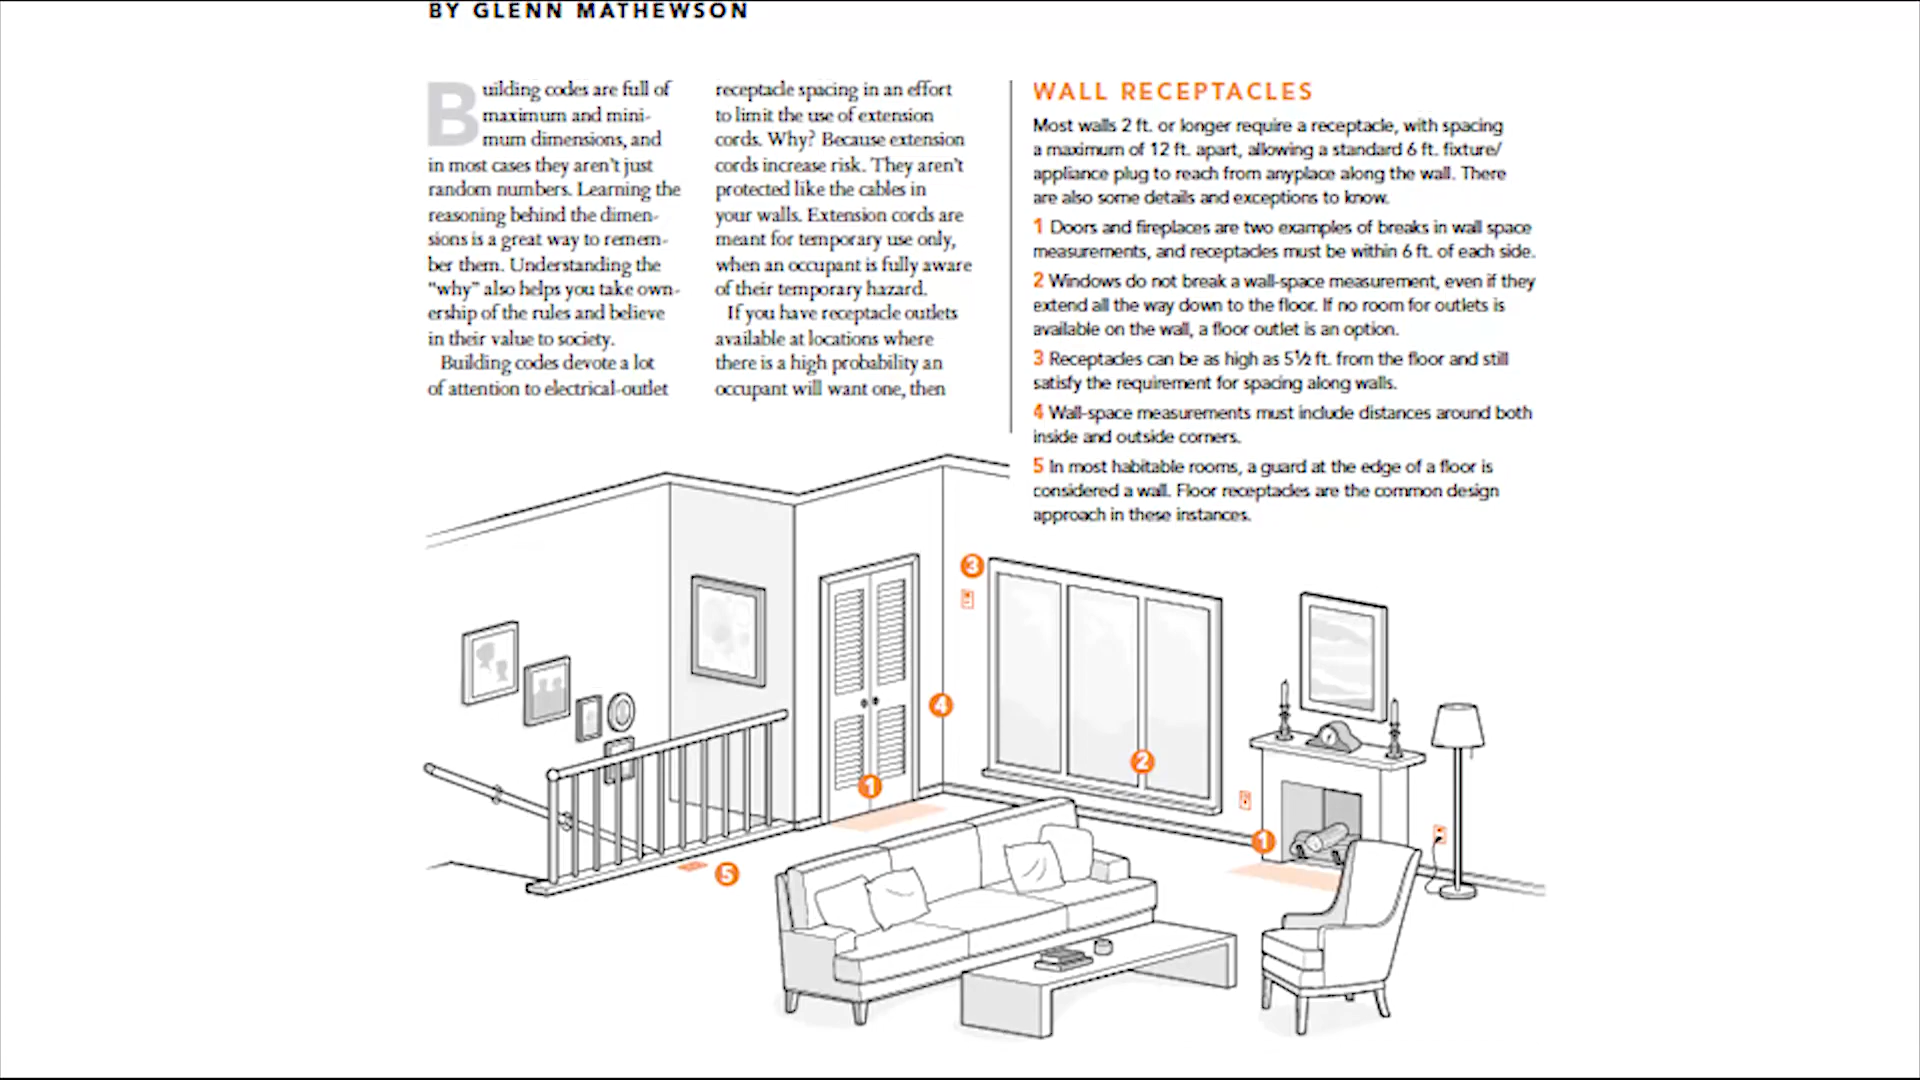 BY GLENN MATHEWSON
Building codes are full of
maximum and mini-
mum dimensions, and
in most cases they aren't just
random numbers. Learning the
reasoning behind the dimen-
sions is a great way to remem-
ber them. Understanding the
"why" also helps you take own-
ership of the rules and believe
in their value to society.
Building codes devote a lot
of attention to electrical-outlet
receptacle spacing in an effort
to limit the use of extension
cords. Why? Because extension
cords increase risk. They aren't
protected like the cables in
your walls. Extension cords are
meant for temporary use only,
when an occupant is fully aware
of their temporary hazard.
If you have receptacle outlets
available at locations where
there is a high probability an
occupant will want one, then
WALL RECEPTACLES
Most walls 2 ft. or longer require a receptacle, with spacing
a maximum of 12 ft. apart, allowing a standard 6 ft. fixture/
appliance plug to reach from anyplace along the wall. There
are also some details and exceptions to know.
1 Doors and fireplaces are two examples of breaks in wall space
measurements, and receptacles must be within 6 ft. of each side.
2 Windows do not break a wall-space measurement, even if they
extend all the way down to the floor. If no room for outlets is
available on the wall, a floor outlet is an option.
3 Receptacles can be as high as 5½ ft. from the floor and still
satisfy the requirement for spacing along walls.
4 Wall-space measurements must include distances around both
inside and outside corners.
5 In most habitable rooms, a guard at the edge of a floor is
considered a wall. Floor receptacles are the common design
approach in these instances.
3
4
2
1
1
5